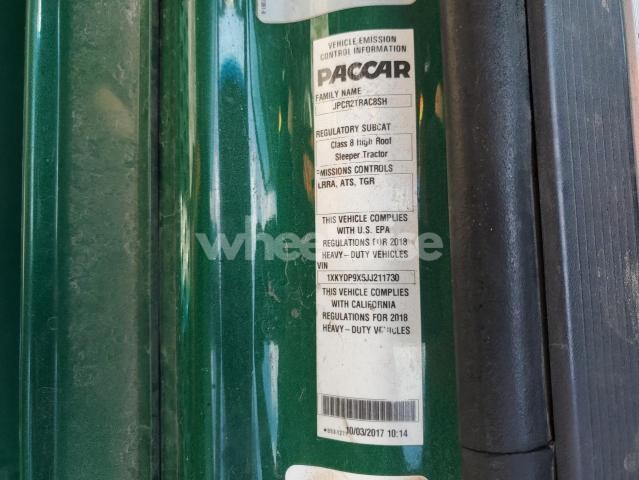 VEHICLE EMISSION
CONTROL INFORMATION
PACCAR
FAMILY NAME
JPCR2TRAC8SH
REGULATORY SUBCAT
Class 8 High Roof
Sleeper Tractor
EMISSIONS CONTROLS
LRRA, ATS, TGR
THIS VEHICLE COMPLIES
WITH U.S. EPA
REGULATIONS FOR 2018
HEAVY-DUTY VEHICLES
VIN
1XKYDP9X5JJ211730
THIS VEHICLE COMPLIES
WITH CALIFORNIA
REGULATIONS FOR 2018
HEAVY-DUTY VEHICLES
10/03/2017 10:14